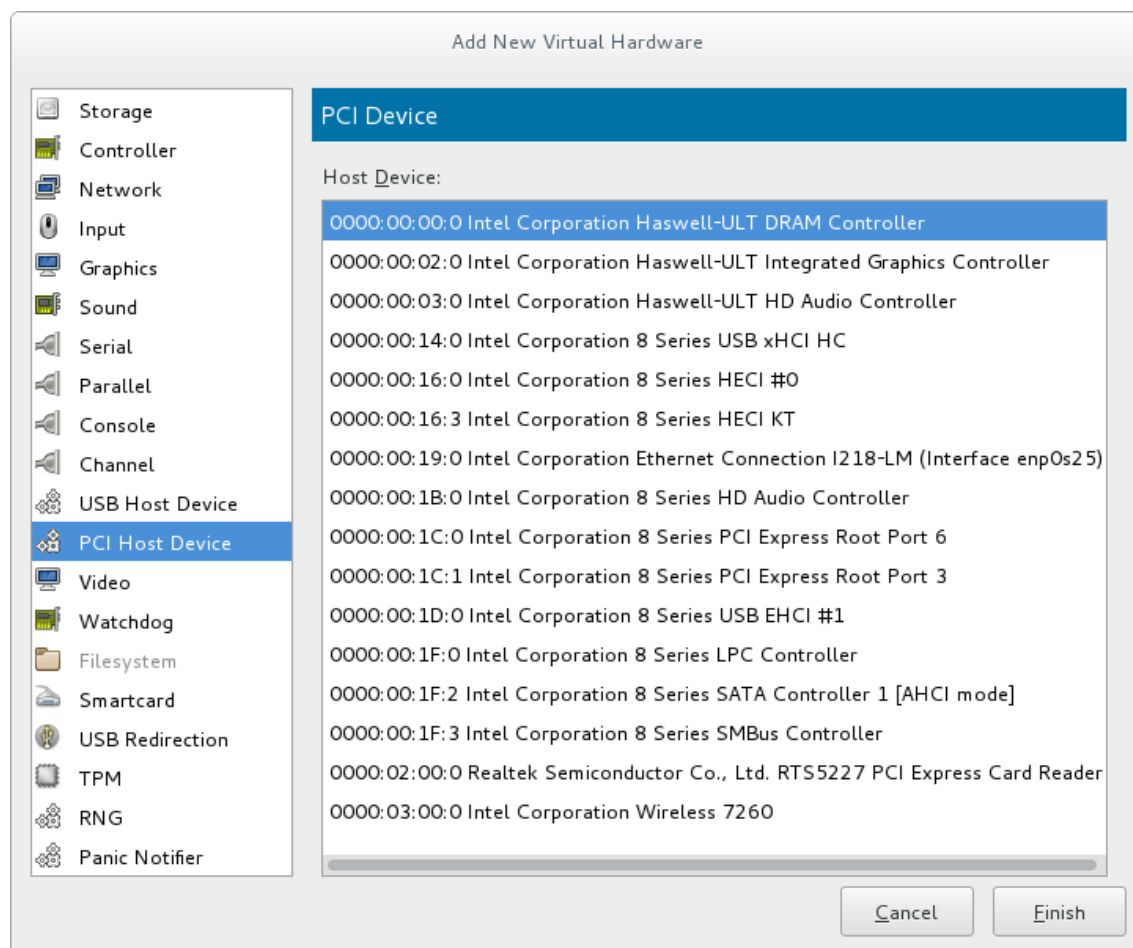 Add New Virtual Hardware
Storage
Controller
Network
Input
Graphics
Sound
Serial
Parallel
Console
Channel
USB Host Device
PCI Host Device
Video
Watchdog
Filesystem
Smartcard
USB Redirection
TPM
RNG
Panic Notifier
PCI Device
Host Device:
0000:00:00:0 Intel Corporation Haswell-ULT DRAM Controller
0000:00:02:0 Intel Corporation Haswell-ULT Integrated Graphics Controller
0000:00:03:0 Intel Corporation Haswell-ULT HD Audio Controller
0000:00:14:0 Intel Corporation 8 Series USB xHCI HC
0000:00:16:0 Intel Corporation 8 Series HECI #0
0000:00:16:3 Intel Corporation 8 Series HECI KT
0000:00:19:0 Intel Corporation Ethernet Connection I218-LM (Interface enp0s25)
0000:00:1B:0 Intel Corporation 8 Series HD Audio Controller
0000:00:1C:0 Intel Corporation 8 Series PCI Express Root Port 6
0000:00:1C:1 Intel Corporation 8 Series PCI Express Root Port 3
0000:00:1D:0 Intel Corporation 8 Series USB EHCI #1
0000:00:1F:0 Intel Corporation 8 Series LPC Controller
0000:00:1F:2 Intel Corporation 8 Series SATA Controller 1 [AHCI mode]
0000:00:1F:3 Intel Corporation 8 Series SMBus Controller
0000:02:00:0 Realtek Semiconductor Co., Ltd. RTS5227 PCI Express Card Reader
0000:03:00:0 Intel Corporation Wireless 7260
Cancel
Finish